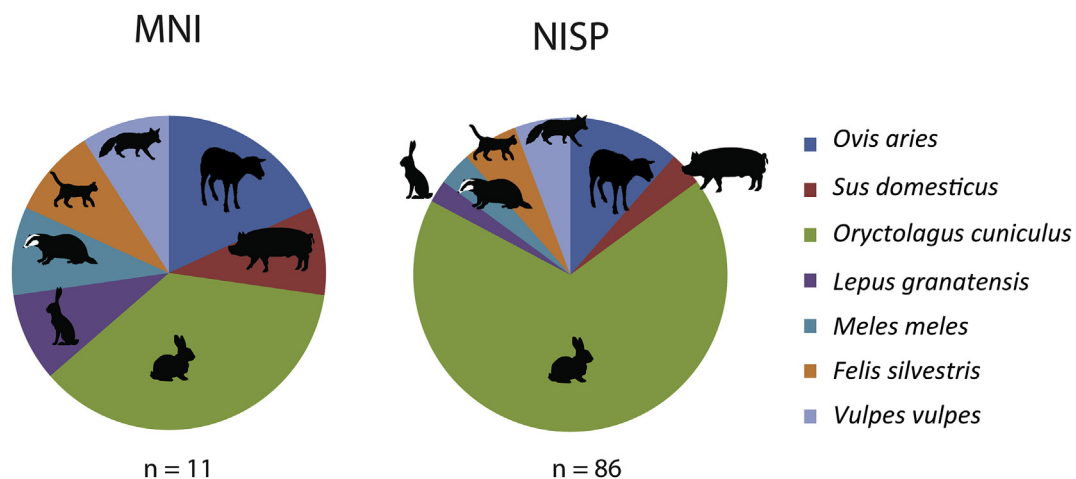 MNI
NISP
Ovis aries
Sus domesticus
Oryctolagus cuniculus
Lepus granatensis
Meles meles
Felis silvestris
Vulpes vulpes
n = 11
n = 86